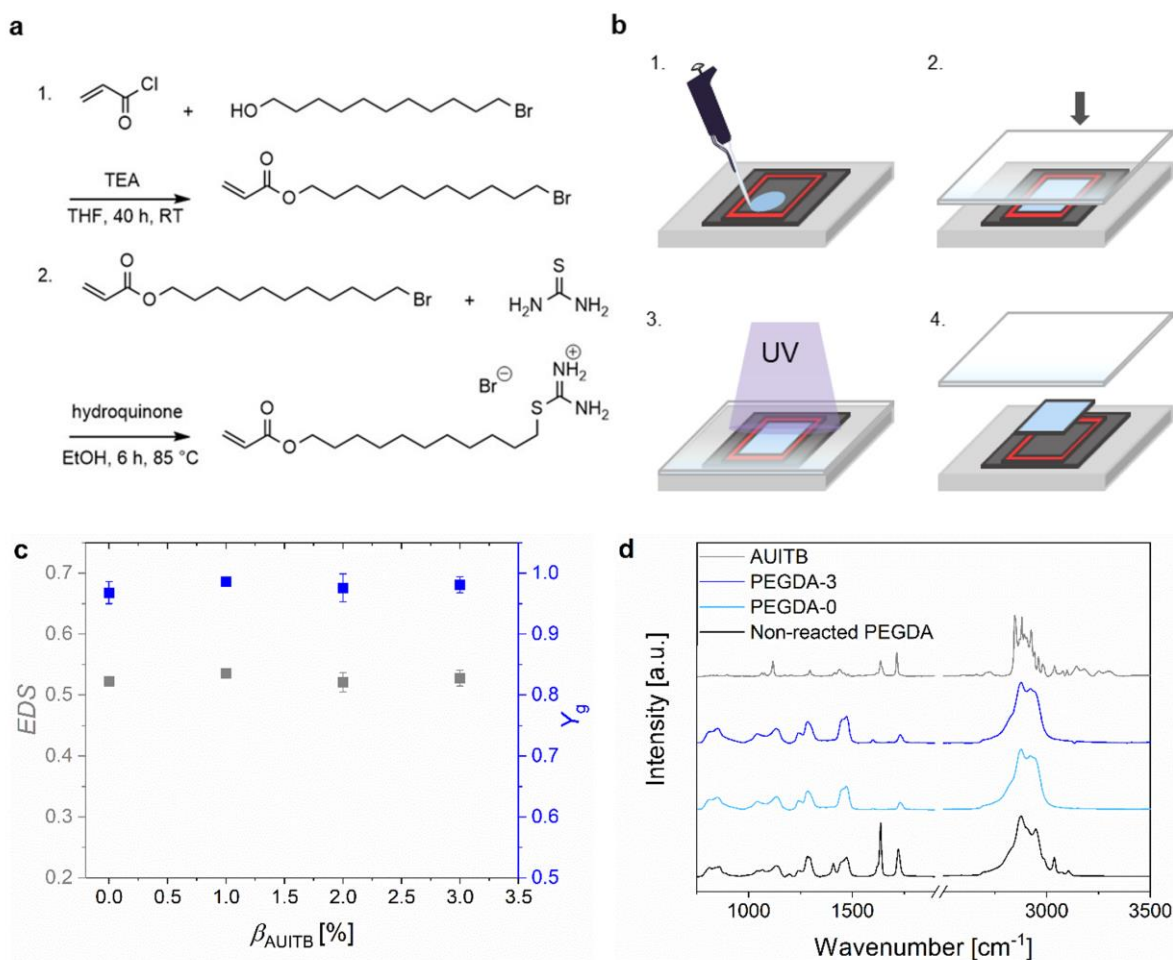 a
1.
Cl
O
+
HO
Br
TEA
THF, 40 h, RT
O
O
Br
2.
O
O
Br
+
S
H₂N NH₂
hydroquinone
EtOH, 6 h, 85 °C
O
O
Br⊖
⊕
NH₂
S NH₂
b
1.
2.
3.
UV
4.
c
EDS
0.7
0.6
0.5
0.4
0.3
0.2
1.0
0.9
0.8
0.7
0.6
0.5
Yg
0.0 0.5 1.0 1.5 2.0 2.5 3.0 3.5
βAUITB [%]
d
AUITB
PEGDA-3
PEGDA-0
Non-reacted PEGDA
Intensity [a.u.]
1000 1500 3000 3500
Wavenumber [cm⁻¹]